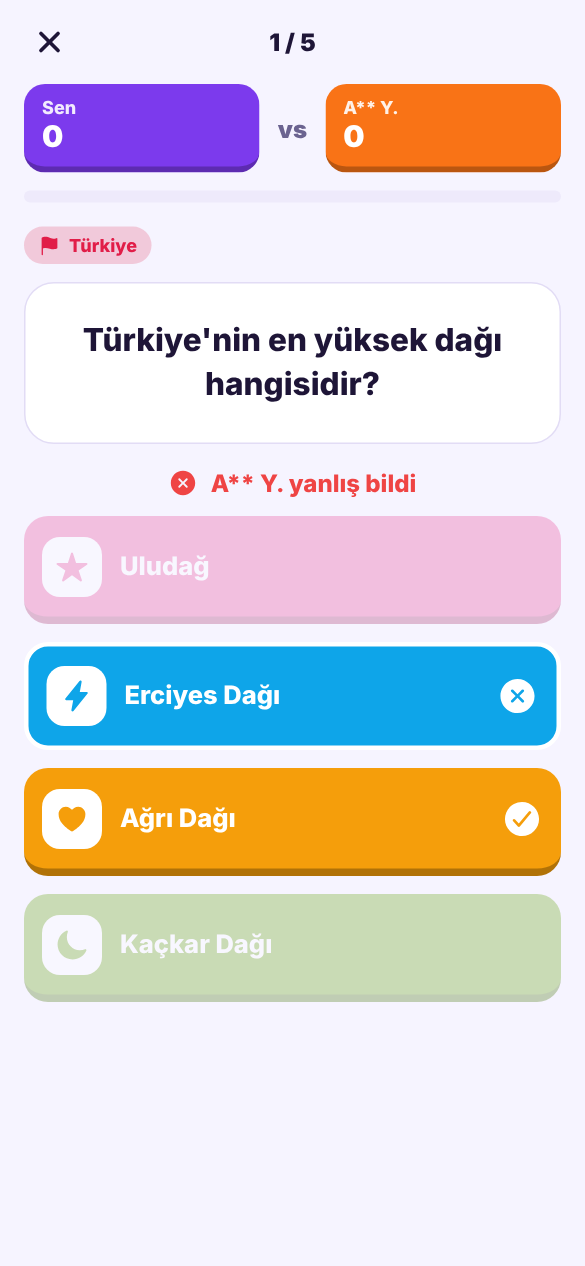 1 / 5
Sen
0
vs
A** Y.
0
Türkiye
Türkiye'nin en yüksek dağı
hangisidir?
A** Y. yanlış bildi
Uludağ
Erciyes Dağı
Ağrı Dağı
Kaçkar Dağı